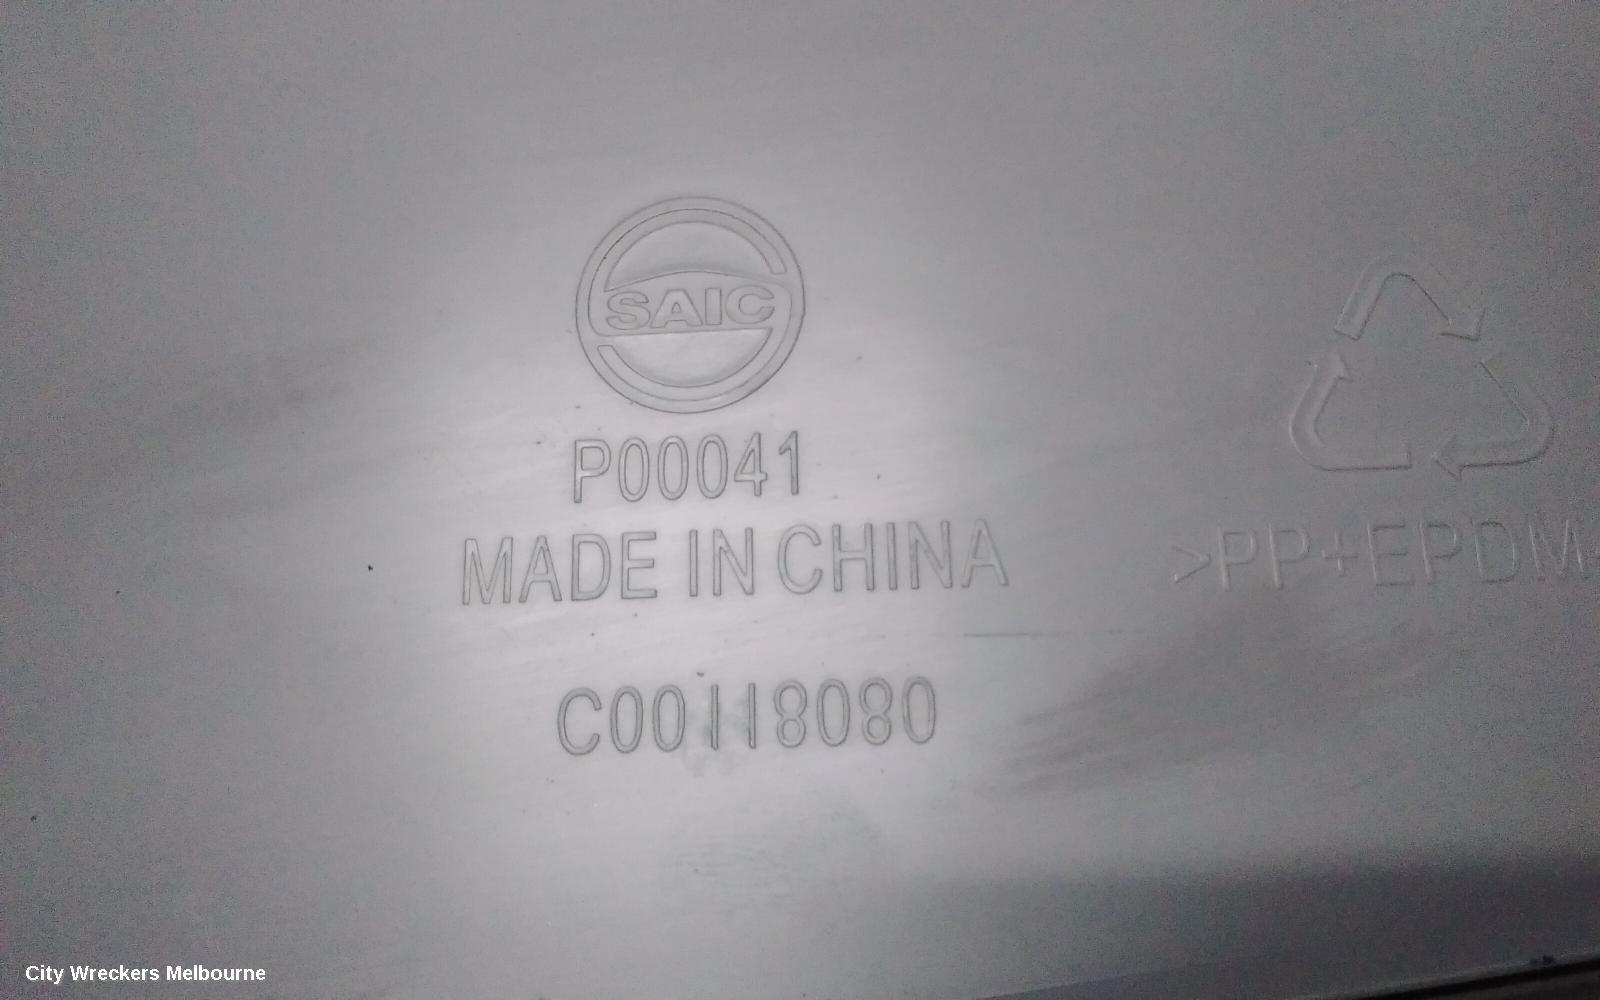 SAIC
P00041
MADE IN CHINA
>PP+EPDM-
C00118080
City Wreckers Melbourne